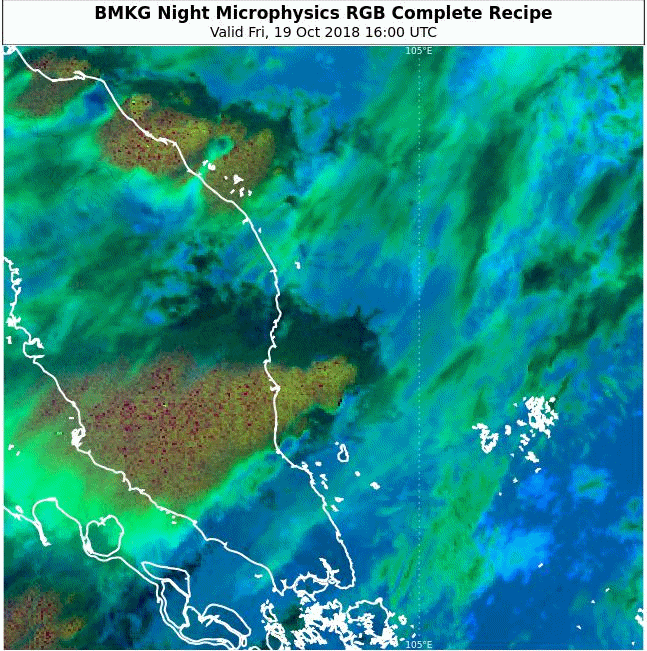 BMKG Night Microphysics RGB Complete Recipe
Valid Fri, 19 Oct 2018 16:00 UTC
105°E
105°E